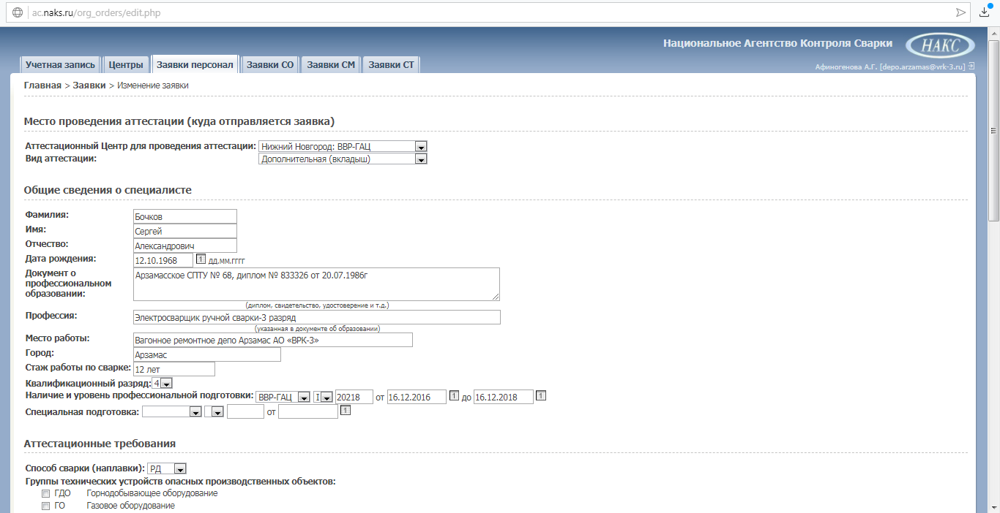 ac.naks.ru/org_orders/edit.php
Национальное Агентство Контроля Сварки
НАКС
Учетная запись Центры Заявки персонал Заявки СО Заявки СМ Заявки СТ
Афиногенова А.Г. [depo.arzamas@vrk-3.ru]
Главная > Заявки > Изменение заявки
Место проведения аттестации (куда отправляется заявка)
Аттестационный Центр для проведения аттестации: Нижний Новгород: ВВР-ГАЦ
Вид аттестации: Дополнительная (вкладыш)
Общие сведения о специалисте
Фамилия: Бочков
Имя: Сергей
Отчество: Александрович
Дата рождения: 12.10.1968 1 дд.мм.гггг
Документ о профессиональном образовании: Арзамасское СПТУ № 68, диплом № 833326 от 20.07.1986г
(диплом, свидетельство, удостоверение и т.д.)
Профессия: Электросварщик ручной сварки-3 разряд
(указанная в документе об образовании)
Место работы: Вагонное ремонтное депо Арзамас АО «ВРК-3»
Город: Арзамас
Стаж работы по сварке: 12 лет
Квалификационный разряд: 4
Наличие и уровень профессиональной подготовки: ВВР-ГАЦ I 20218 от 16.12.2016 1 до 16.12.2018 1
Специальная подготовка: от 1
Аттестационные требования
Способ сварки (наплавки): РД
Группы технических устройств опасных производственных объектов:
ГДО Горнодобывающее оборудование
ГО Газовое оборудование